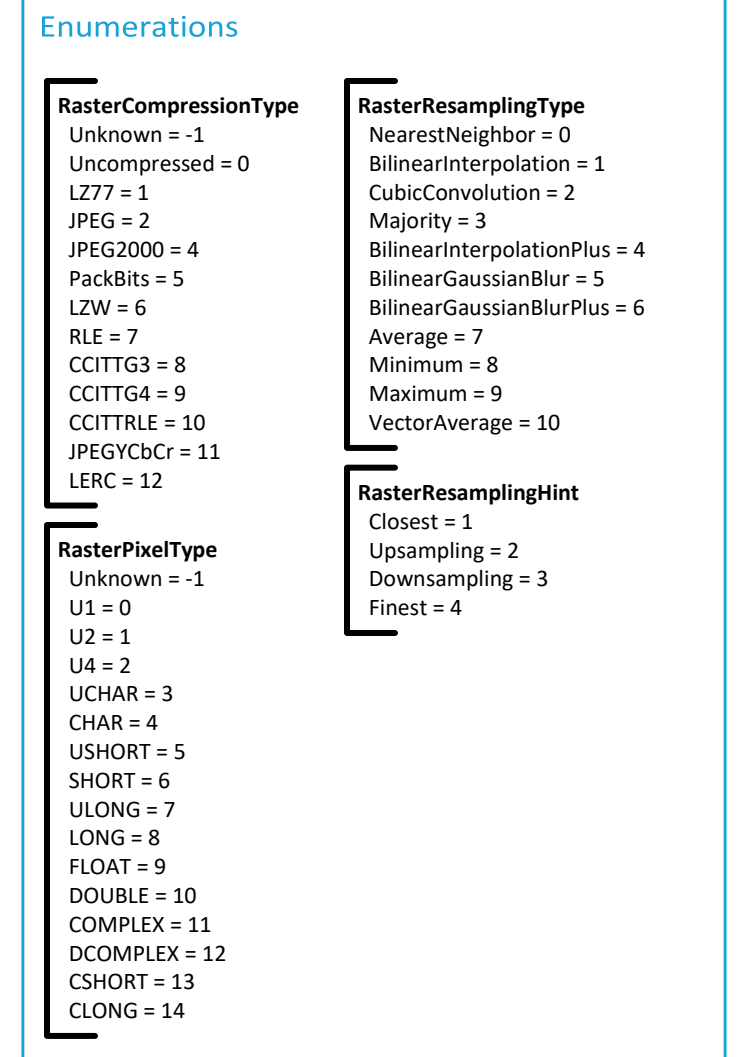 Enumerations
RasterCompressionType
Unknown = -1
Uncompressed = 0
LZ77 = 1
JPEG = 2
JPEG2000 = 4
PackBits = 5
LZW = 6
RLE = 7
CCITTG3 = 8
CCITTG4 = 9
CCITTRLE = 10
JPEGYCbCr = 11
LERC = 12
RasterPixelType
Unknown = -1
U1 = 0
U2 = 1
U4 = 2
UCHAR = 3
CHAR = 4
USHORT = 5
SHORT = 6
ULONG = 7
LONG = 8
FLOAT = 9
DOUBLE = 10
COMPLEX = 11
DCOMPLEX = 12
CSHORT = 13
CLONG = 14
RasterResamplingType
NearestNeighbor = 0
BilinearInterpolation = 1
CubicConvolution = 2
Majority = 3
BilinearInterpolationPlus = 4
BilinearGaussianBlur = 5
BilinearGaussianBlurPlus = 6
Average = 7
Minimum = 8
Maximum = 9
VectorAverage = 10
RasterResamplingHint
Closest = 1
Upsampling = 2
Downsampling = 3
Finest = 4